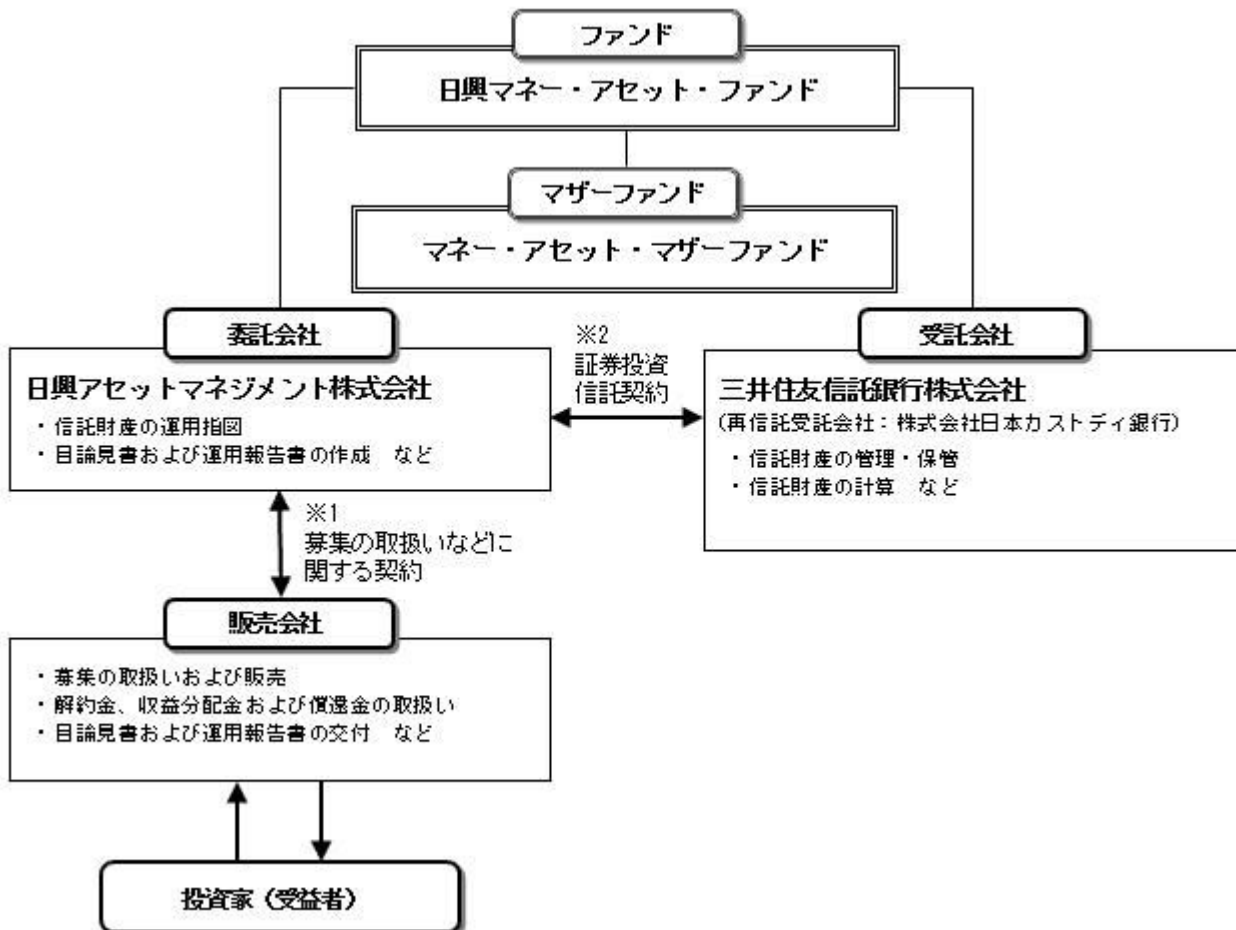 ファンド
日興マネー・アセット・ファンド
マザーファンド
マネー・アセット・マザーファンド
委託会社
日興アセットマネジメント株式会社
・信託財産の運用指図
・目論見書および運用報告書の作成 など
※2
証券投資
信託契約
受託会社
三井住友信託銀行株式会社
(再信託受託会社：株式会社日本カストディ銀行)
・信託財産の管理・保管
・信託財産の計算 など
※1
募集の取扱いなどに
関する契約
販売会社
・募集の取扱いおよび販売
・解約金、収益分配金および償還金の取扱い
・目論見書および運用報告書の交付 など
投資家（受益者）